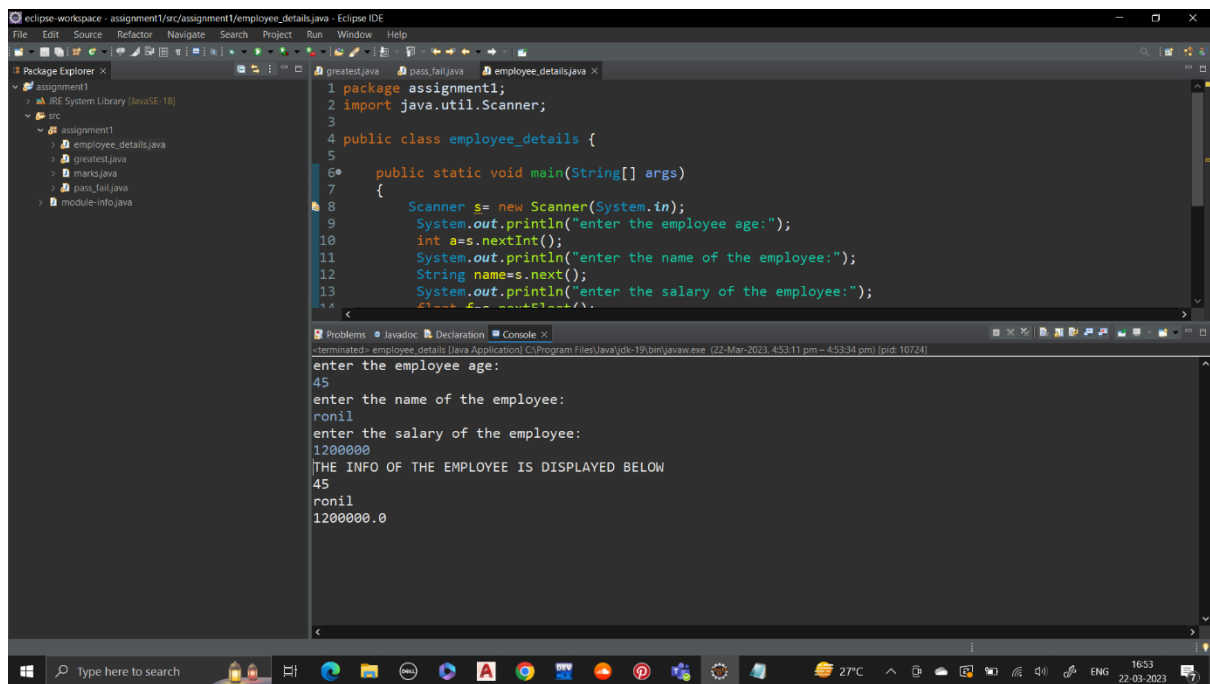 eclipse-workspace - assignment1/src/assignment1/employee_details.java - Eclipse IDE
File Edit Source Refactor Navigate Search Project Run Window Help
Package Explorer
greatest.java pass_fail.java employee_details.java
assignment1
JRE System Library [JavaSE-18]
src
assignment1
employee_details.java
greatest.java
marks.java
pass_fail.java
module-info.java
1 package assignment1;
2 import java.util.Scanner;
3
4 public class employee_details {
5
6 public static void main(String[] args)
7 {
8 Scanner s= new Scanner(System.in);
9 System.out.println("enter the employee age:");
10 int a=s.nextInt();
11 System.out.println("enter the name of the employee:");
12 String name=s.next();
13 System.out.println("enter the salary of the employee:");
14 float f=s.nextFloat();
Problems Javadoc Declaration Console
<terminated> employee_details [Java Application] C:\Program Files\Java\jdk-19\bin\javaw.exe (22-Mar-2023, 4:53:11 pm – 4:53:34 pm) [pid: 10724]
enter the employee age:
45
enter the name of the employee:
ronil
enter the salary of the employee:
1200000
THE INFO OF THE EMPLOYEE IS DISPLAYED BELOW
45
ronil
1200000.0
Type here to search
DELL
DEV
27°C
ENG
16:53
22-03-2023